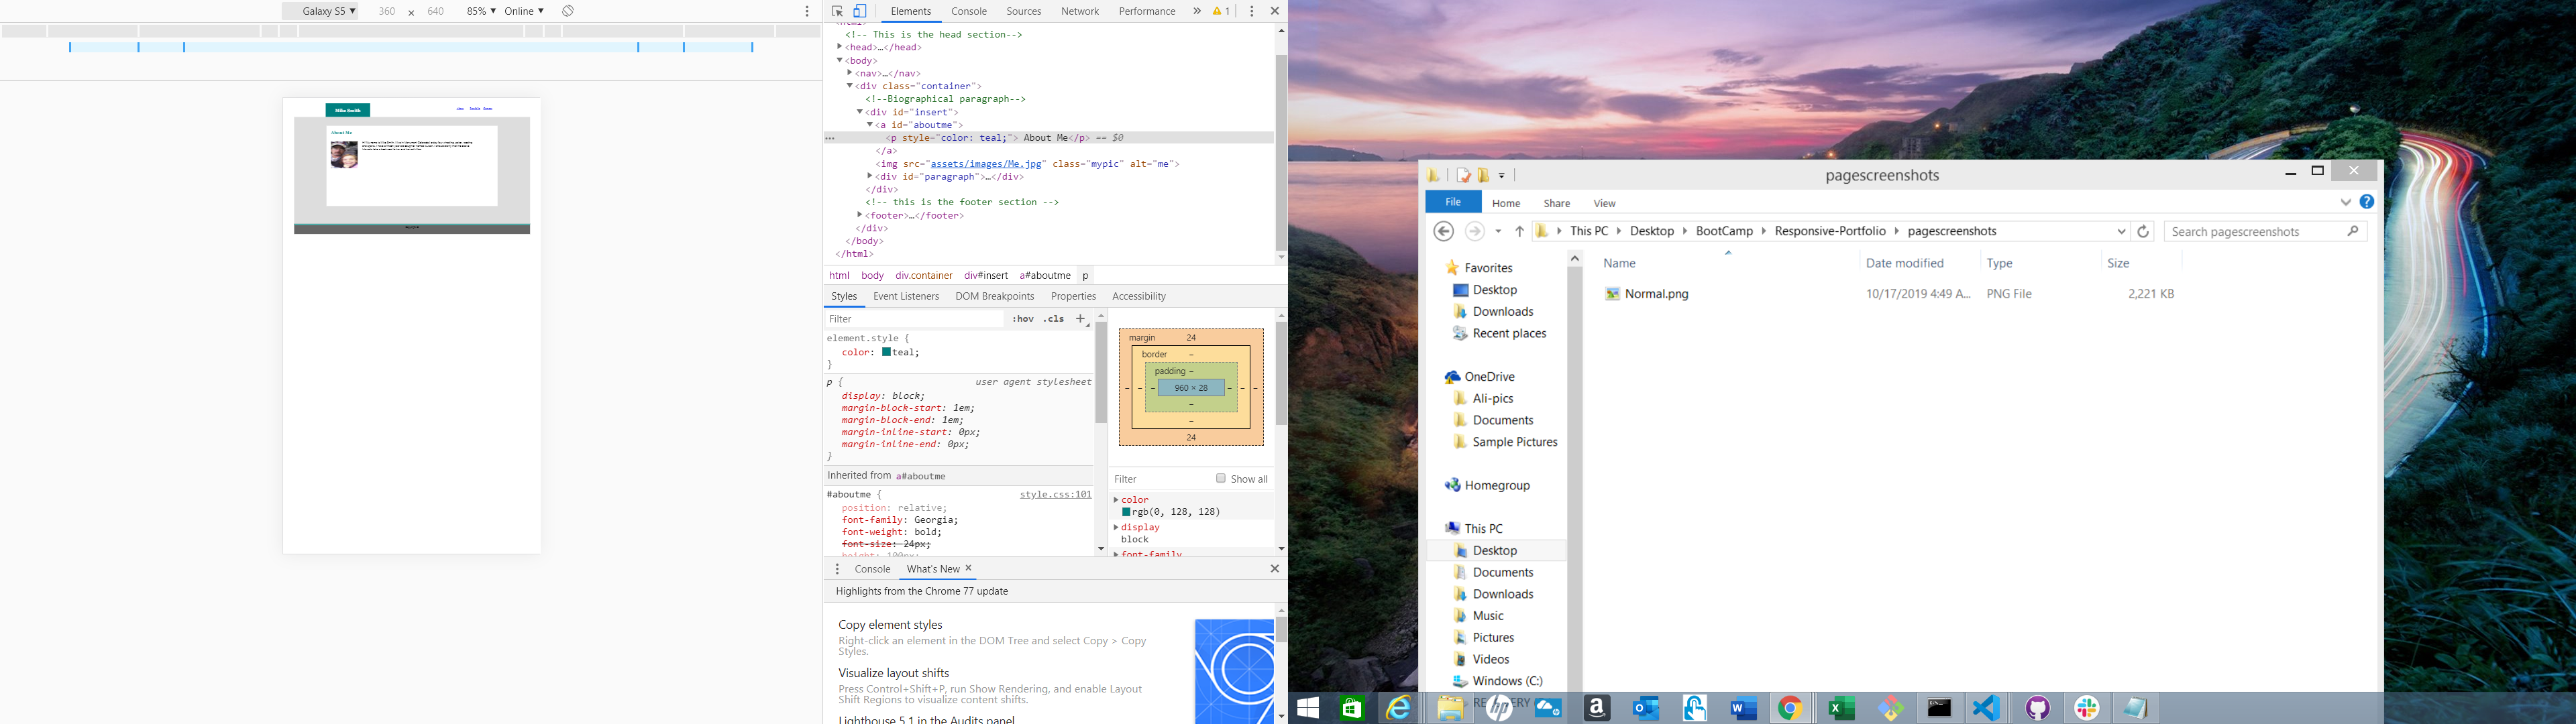 Galaxy S5 ▼ 360 × 640 85% ▼ Online ▼
Mike Smith
About Me
Elements Console Sources Network Performance » 1
<!-- This is the head section-->
<head>…</head>
<body>
<nav>…</nav>
<div class="container">
<!--Biographical paragraph-->
<div id="insert">
<a id="aboutme">
<p style="color: teal;"> About Me</p> == $0
</a>
<img src="assets/images/Me.jpg" class="mypic" alt="me">
<div id="paragraph">…</div>
</div>
<!-- this is the footer section -->
<footer>…</footer>
</div>
</body>
</html>
html body div.container div#insert a#aboutme p
Styles Event Listeners DOM Breakpoints Properties Accessibility
Filter :hov .cls +
element.style {
color: teal;
}
p { user agent stylesheet
display: block;
margin-block-start: 1em;
margin-block-end: 1em;
margin-inline-start: 0px;
margin-inline-end: 0px;
}
Inherited from a#aboutme
#aboutme { style.css:101
position: relative;
font-family: Georgia;
font-weight: bold;
font-size: 24px;
height: 100px;
margin 24
border –
padding –
960 × 28
24
Filter Show all
color
rgb(0, 128, 128)
display
block
font-family
Console What's New ×
Highlights from the Chrome 77 update
Copy element styles
Right-click an element in the DOM Tree and select Copy > Copy
Styles.
Visualize layout shifts
Press Control+Shift+P, run Show Rendering, and enable Layout
Shift Regions to visualize content shifts.
Lighthouse 5.1 in the Audits panel
pagescreenshots
File Home Share View
This PC Desktop BootCamp Responsive-Portfolio pagescreenshots
Search pagescreenshots
Name Date modified Type Size
Normal.png 10/17/2019 4:49 A... PNG File 2,221 KB
Favorites
Desktop
Downloads
Recent places
OneDrive
Ali-pics
Documents
Sample Pictures
Homegroup
This PC
Desktop
Documents
Downloads
Music
Pictures
Videos
Windows (C:)